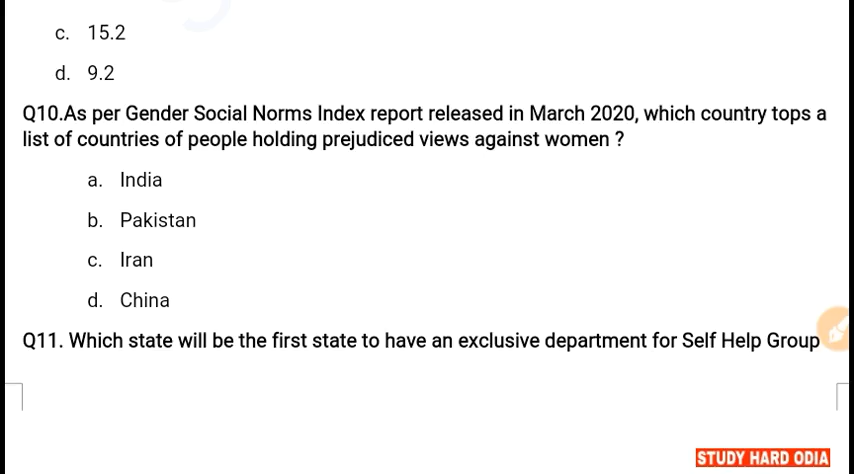 c. 15.2
d. 9.2
Q10.As per Gender Social Norms Index report released in March 2020, which country tops a
list of countries of people holding prejudiced views against women ?
a. India
b. Pakistan
c. Iran
d. China
Q11. Which state will be the first state to have an exclusive department for Self Help Group
STUDY HARD ODIA